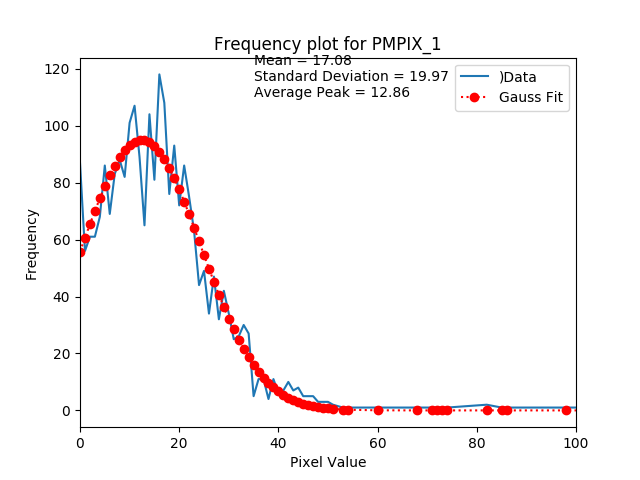 Frequency plot for PMPIX_1
Mean = 17.08
Standard Deviation = 19.97
Average Peak = 12.86
)Data
Gauss Fit
120
100
80
60
40
20
0
Frequency
0 20 40 60 80 100
Pixel Value